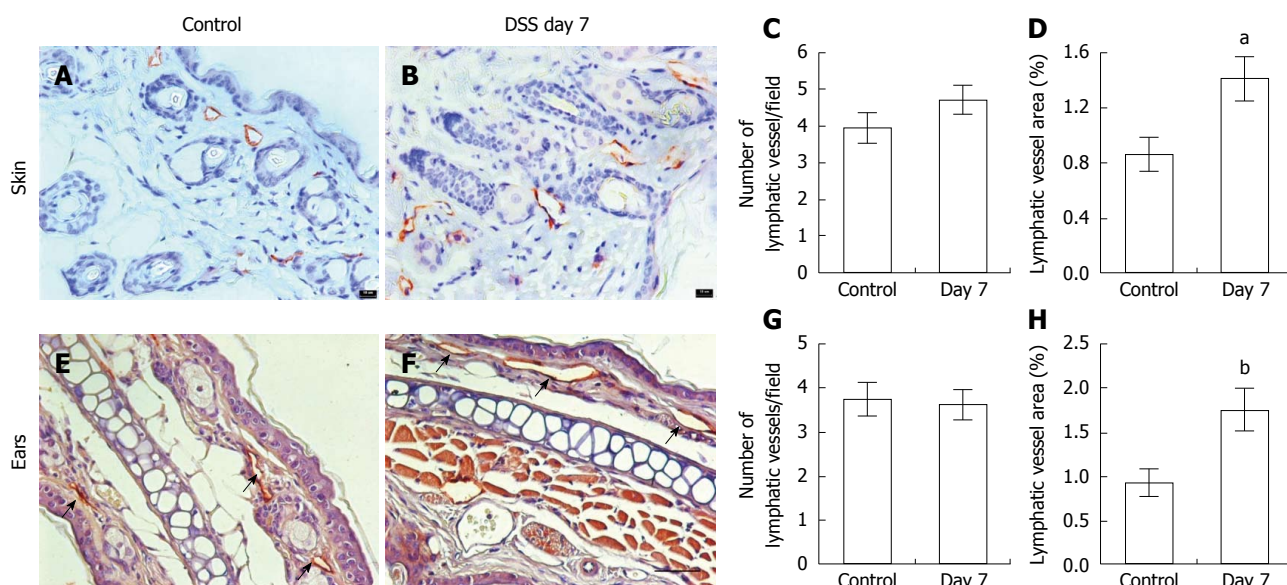 Control
DSS day 7
Skin
A
B
C
Number of
lymphatic vessel/field
6
5
4
3
2
1
0
Control
Day 7
D
Lymphatic vessel area (%)
1.6
1.2
0.8
0.4
0.0
a
Control
Day 7
Ears
E
F
G
Number of
lymphatic vessels/field
5
4
3
2
1
0
Control
Day 7
H
Lymphatic vessel area (%)
2.5
2.0
1.5
1.0
0.5
0.0
b
Control
Day 7